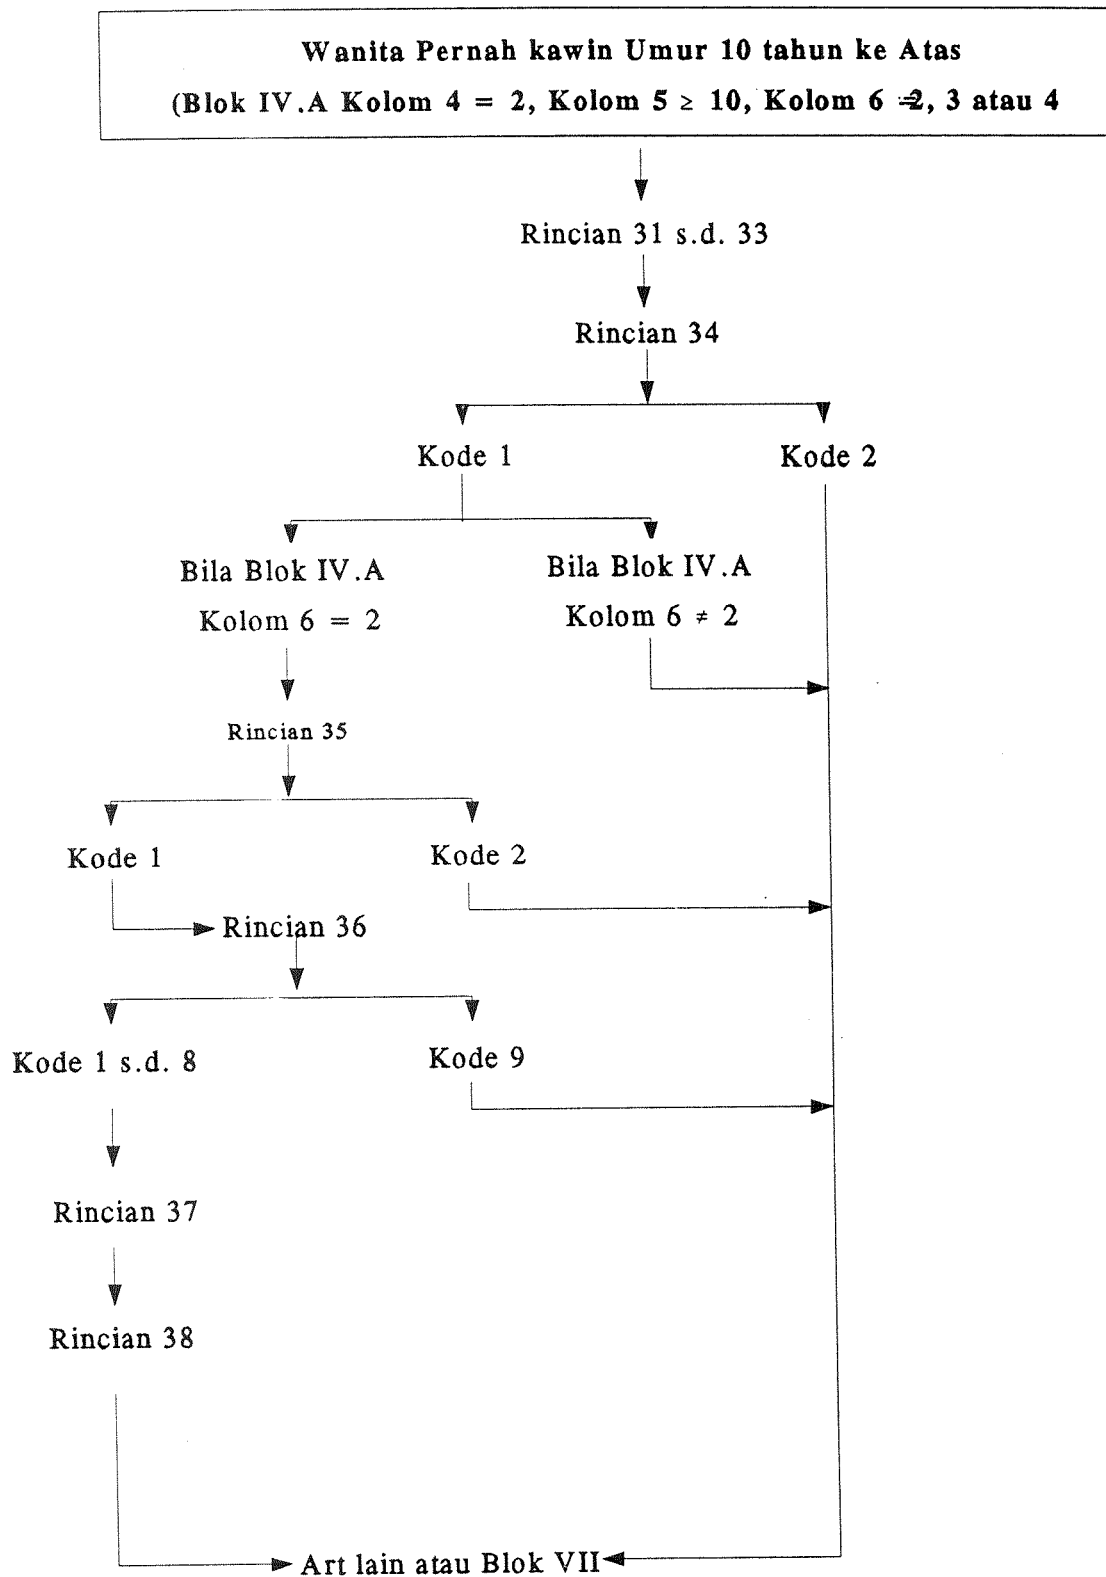 Wanita Pernah kawin Umur 10 tahun ke Atas
(Blok IV.A Kolom 4 = 2, Kolom 5 ≥ 10, Kolom 6 =2, 3 atau 4
Rincian 31 s.d. 33
Rincian 34
Kode 1
Kode 2
Bila Blok IV.A
Kolom 6 = 2
Bila Blok IV.A
Kolom 6 ≠ 2
Rincian 35
Kode 1
Kode 2
Rincian 36
Kode 1 s.d. 8
Kode 9
Rincian 37
Rincian 38
Art lain atau Blok VII